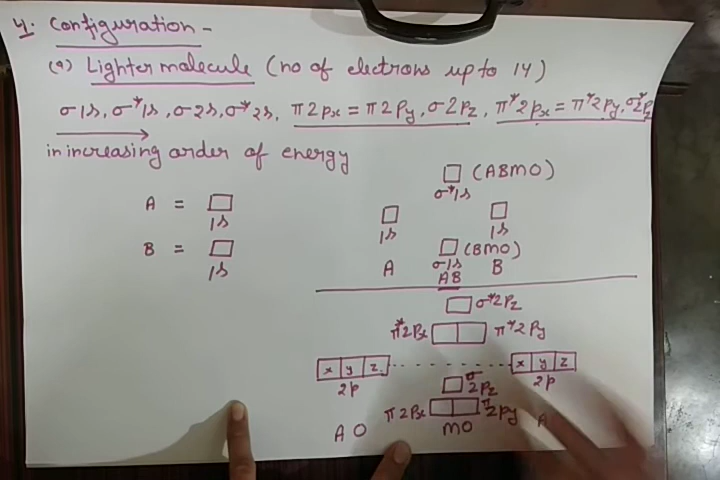 4. Configuration -
(a) Lighter molecule (no of electrons up to 14)
σ1s, σ*1s, σ2s, σ*2s, π2px = π2py, σ2pz, π*2px = π*2py, σ*2pz
in increasing order of energy
(ABMO)
σ*1s
A =
1s
1s
1s
B =
(BMO)
1s
σ1s
A
B
AB
σ*2pz
π*2px
π*2py
x y z
x y z
2p
2p
σ2pz
π2px
π2py
AO
MO
A